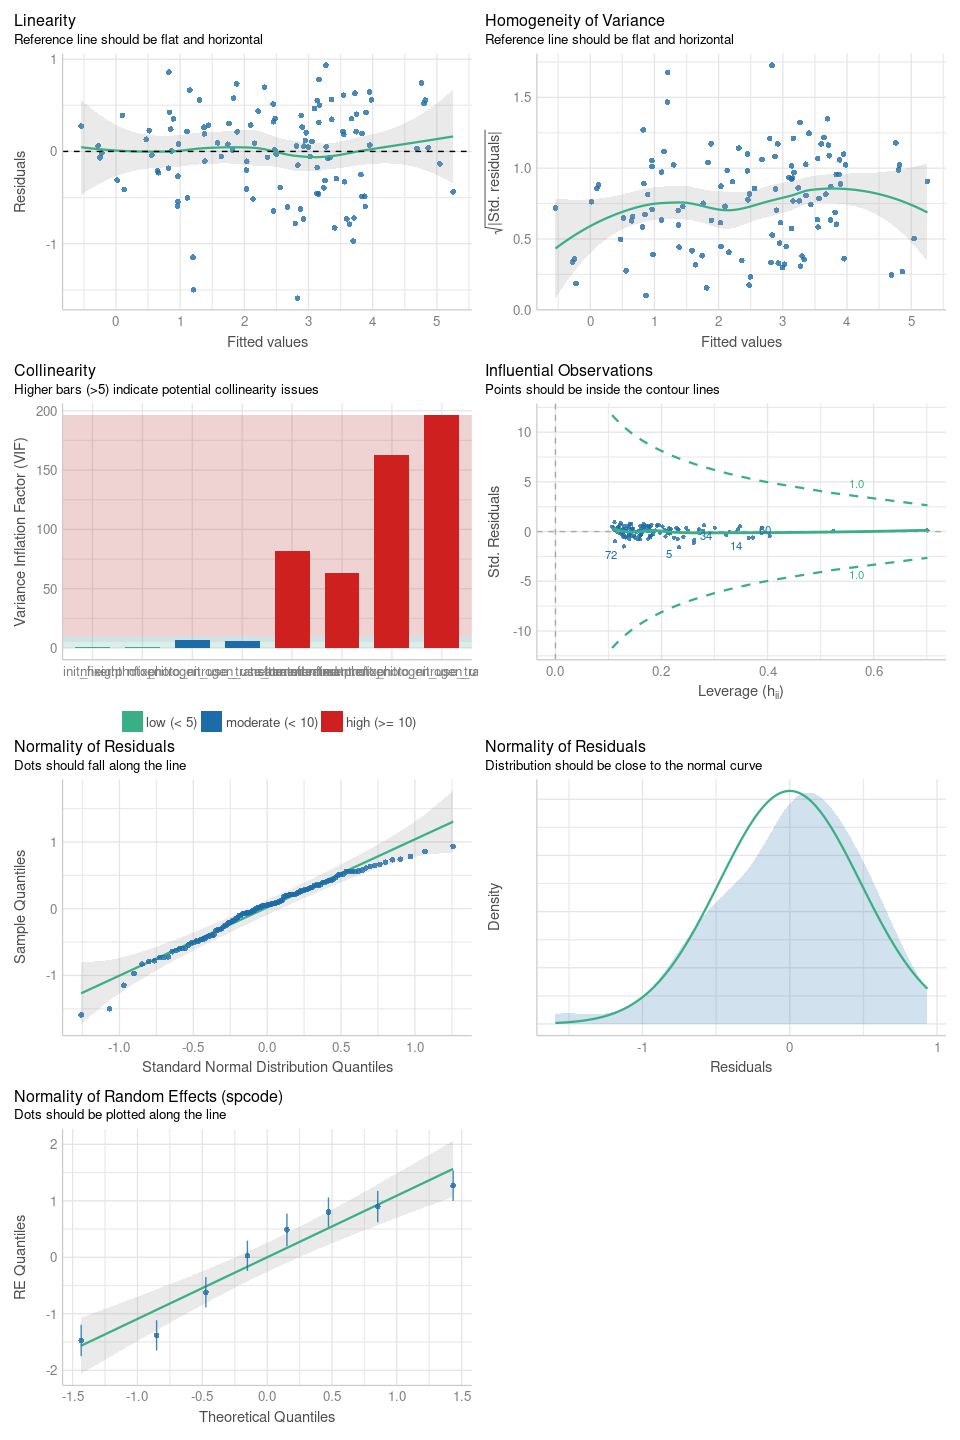 Linearity
Reference line should be flat and horizontal
Residuals
1
0
-1
0
1
2
3
4
5
Fitted values
Homogeneity of Variance
Reference line should be flat and horizontal
√|Std. residuals|
1.5
1.0
0.5
0.0
0
1
2
3
4
5
Fitted values
Collinearity
Higher bars (>5) indicate potential collinearity issues
Variance Inflation Factor (VIF)
200
150
100
50
0
low (< 5)
moderate (< 10)
high (>= 10)
Influential Observations
Points should be inside the contour lines
Std. Residuals
10
5
0
-5
-10
1.0
1.0
72
5
34
14
50
0.0
0.2
0.4
0.6
Leverage (hii)
Normality of Residuals
Dots should fall along the line
Sample Quantiles
1
0
-1
-1.0
-0.5
0.0
0.5
1.0
Standard Normal Distribution Quantiles
Normality of Residuals
Distribution should be close to the normal curve
Density
-1
0
1
Residuals
Normality of Random Effects (spcode)
Dots should be plotted along the line
RE Quantiles
2
1
0
-1
-2
-1.5
-1.0
-0.5
0.0
0.5
1.0
1.5
Theoretical Quantiles